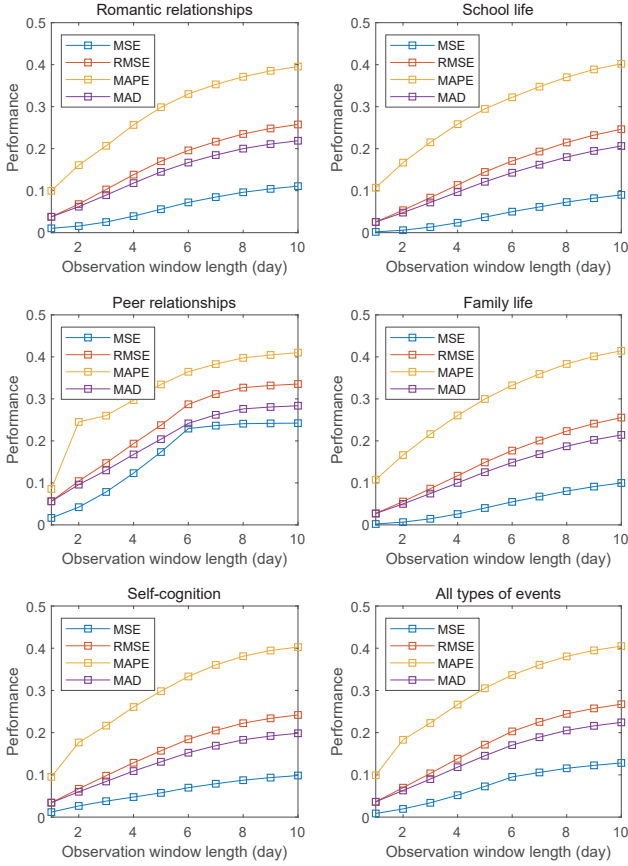 Romantic relationships
0.5
0.4
0.3
0.2
0.1
0
Performance
MSE
RMSE
MAPE
MAD
2 4 6 8 10
Observation window length (day)
School life
0.5
0.4
0.3
0.2
0.1
0
Performance
MSE
RMSE
MAPE
MAD
2 4 6 8 10
Observation window length (day)
Peer relationships
0.5
0.4
0.3
0.2
0.1
0
Performance
MSE
RMSE
MAPE
MAD
2 4 6 8 10
Observation window length (day)
Family life
0.5
0.4
0.3
0.2
0.1
0
Performance
MSE
RMSE
MAPE
MAD
2 4 6 8 10
Observation window length (day)
Self-cognition
0.5
0.4
0.3
0.2
0.1
0
Performance
MSE
RMSE
MAPE
MAD
2 4 6 8 10
Observation window length (day)
All types of events
0.5
0.4
0.3
0.2
0.1
0
Performance
MSE
RMSE
MAPE
MAD
2 4 6 8 10
Observation window length (day)